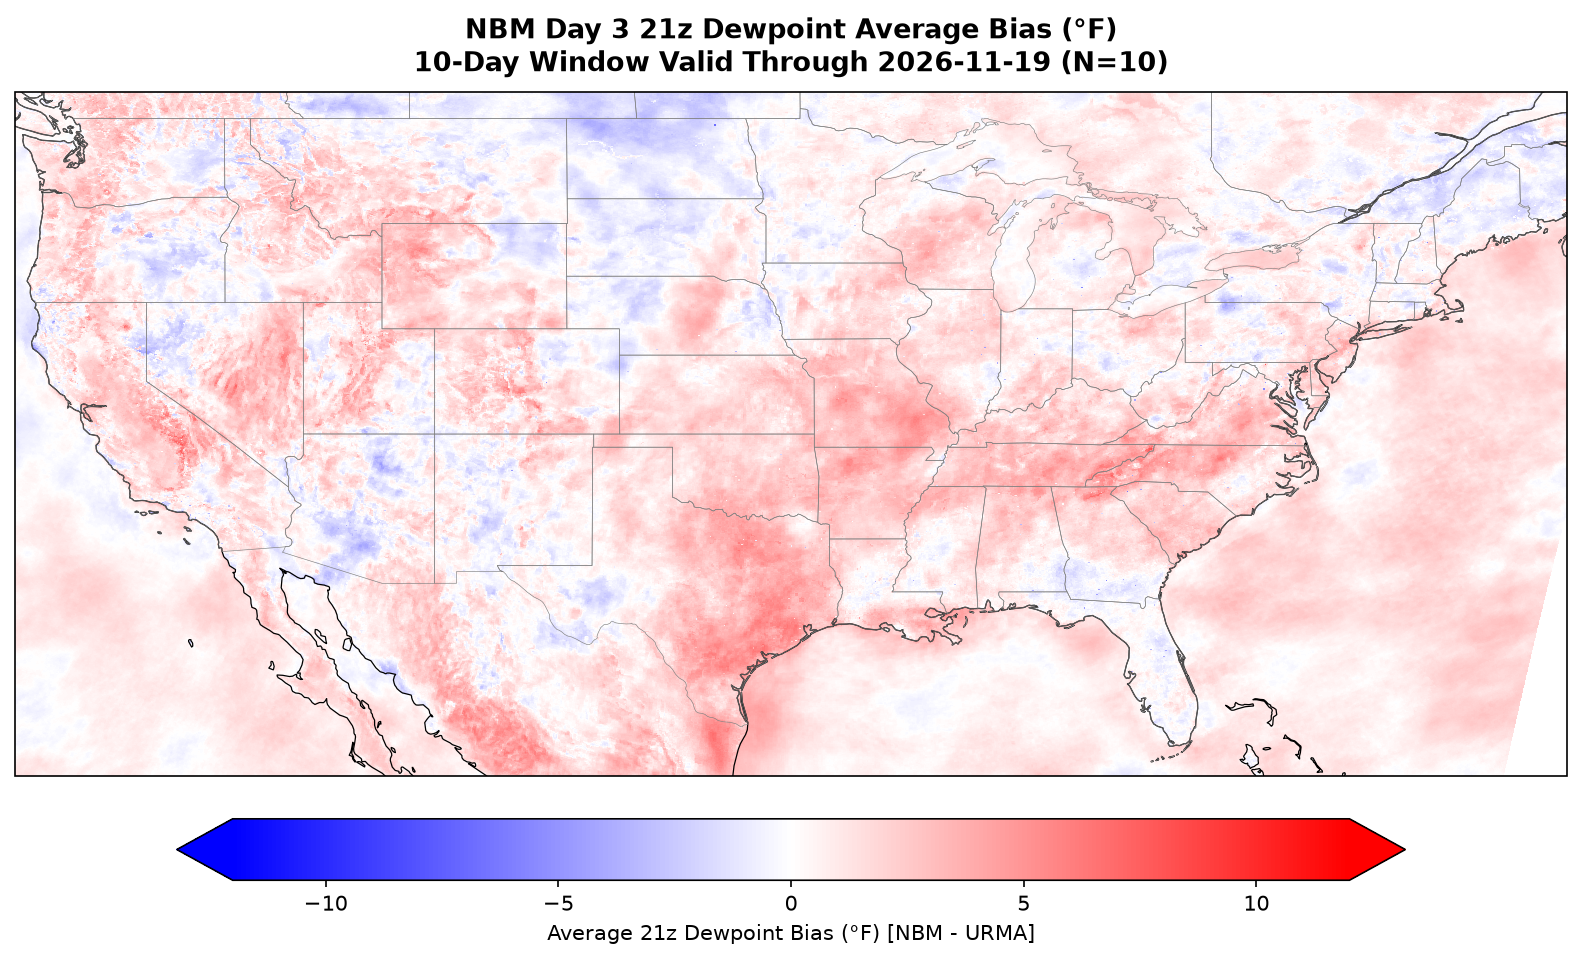 NBM Day 3 21z Dewpoint Average Bias (°F)
10-Day Window Valid Through 2026-11-19 (N=10)
−10 −5 0 5 10
Average 21z Dewpoint Bias (°F) [NBM - URMA]